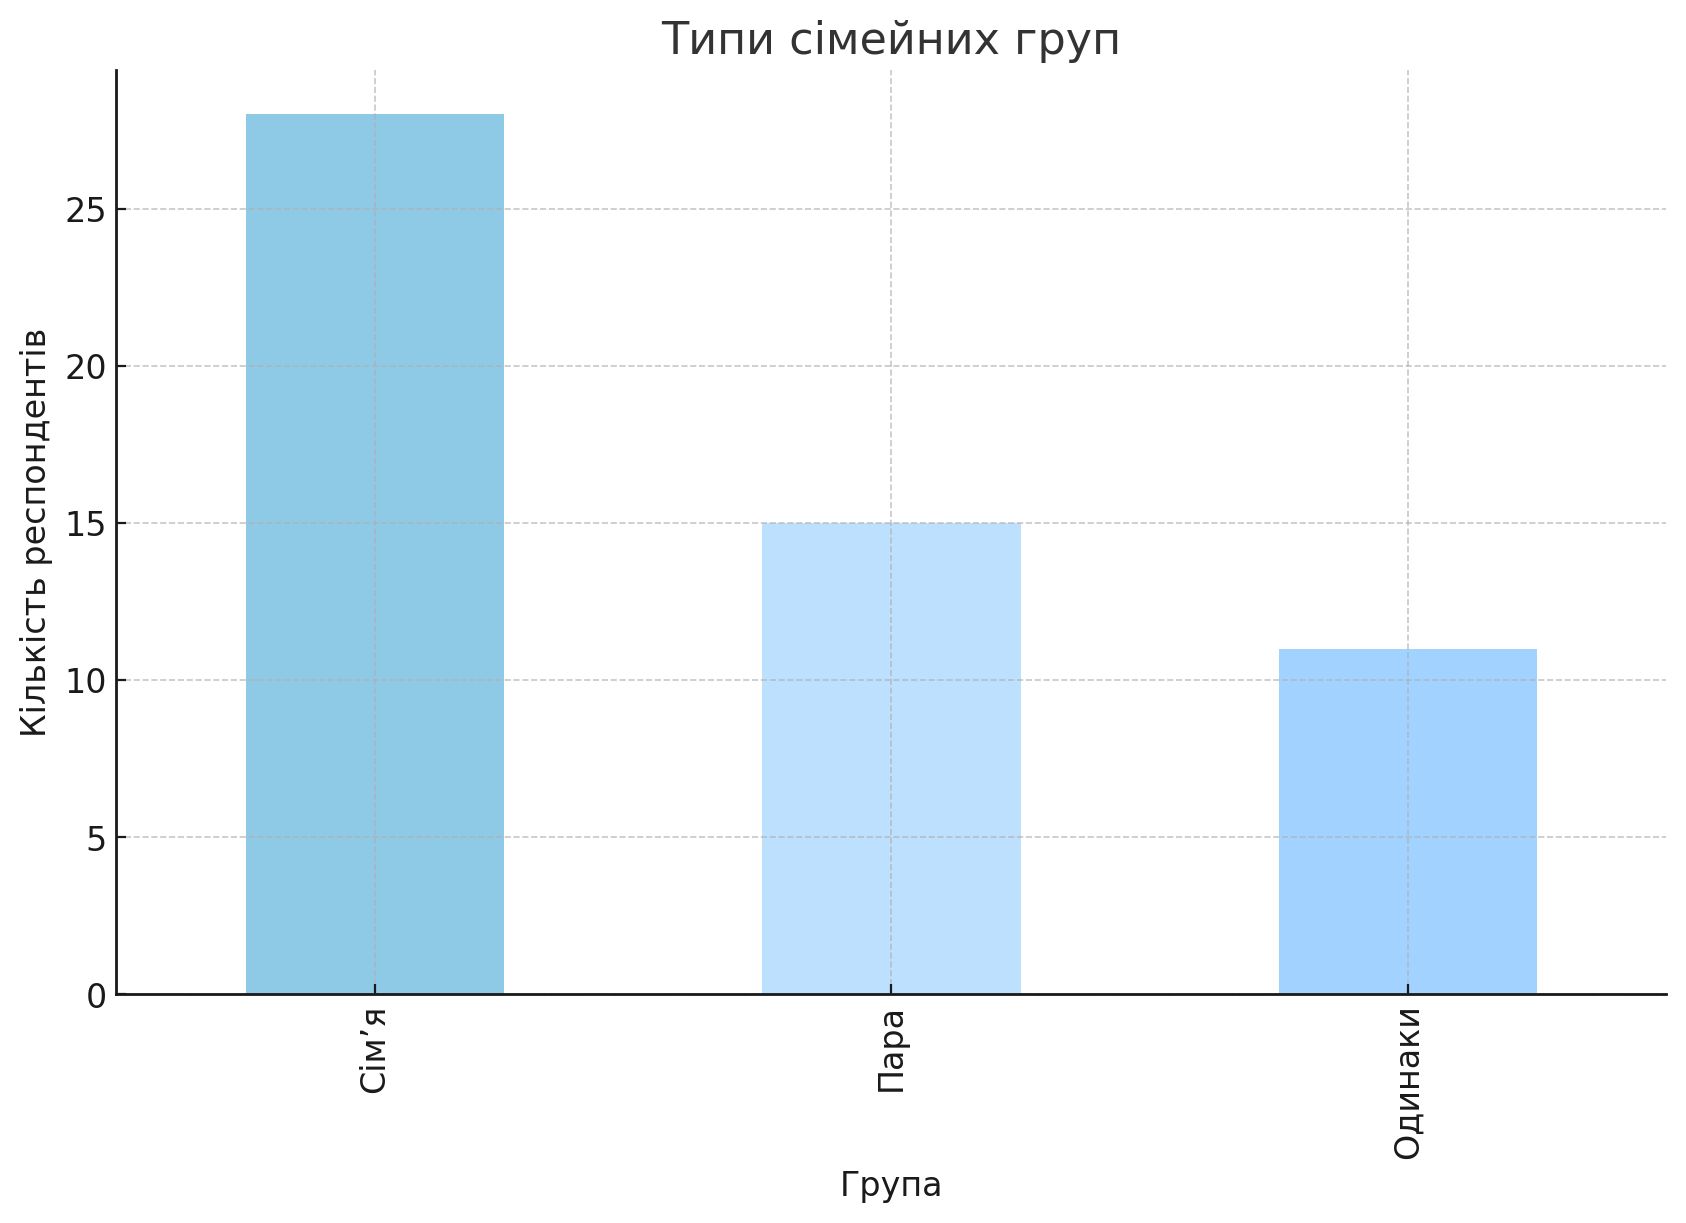 Типи сімейних груп
Кількість респондентів
25
20
15
10
5
0
Сім’я
Пара
Одинаки
Група